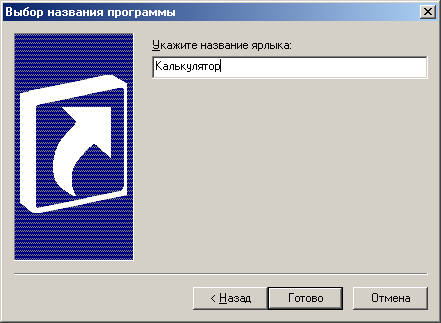 Выбор названия программы
Укажите название ярлыка:
Калькулятор
< Назад
Готово
Отмена